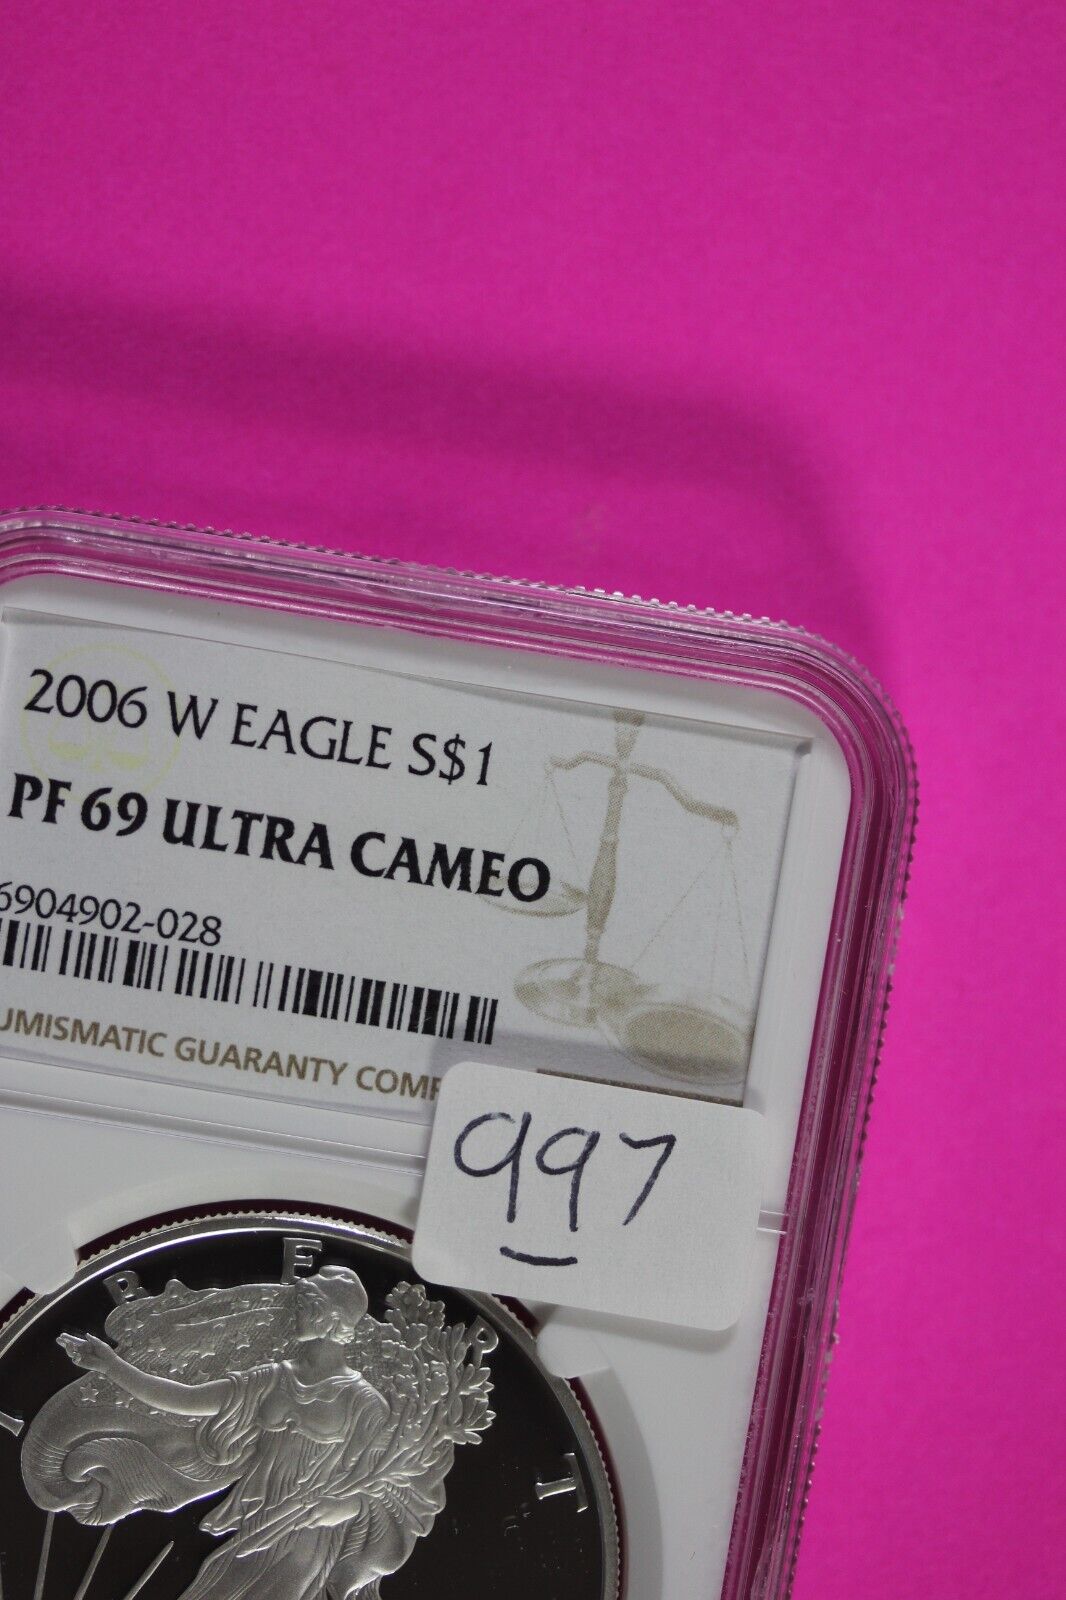 2006 W EAGLE S$1
PF 69 ULTRA CAMEO
6904902-028
UMISMATIC GUARANTY COMP
997
L I B E R T